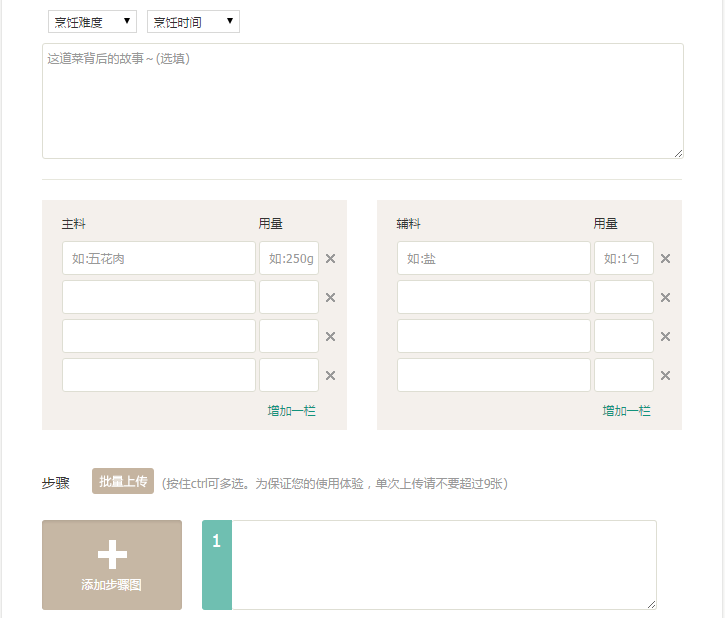 烹饪难度 烹饪时间
这道菜背后的故事～(选填)
主料 用量 辅料 用量
如:五花肉 如:250g 如:盐 如:1勺
增加一栏 增加一栏
步骤 批量上传 (按住ctrl可多选。为保证您的使用体验，单次上传请不要超过9张)
1
添加步骤图